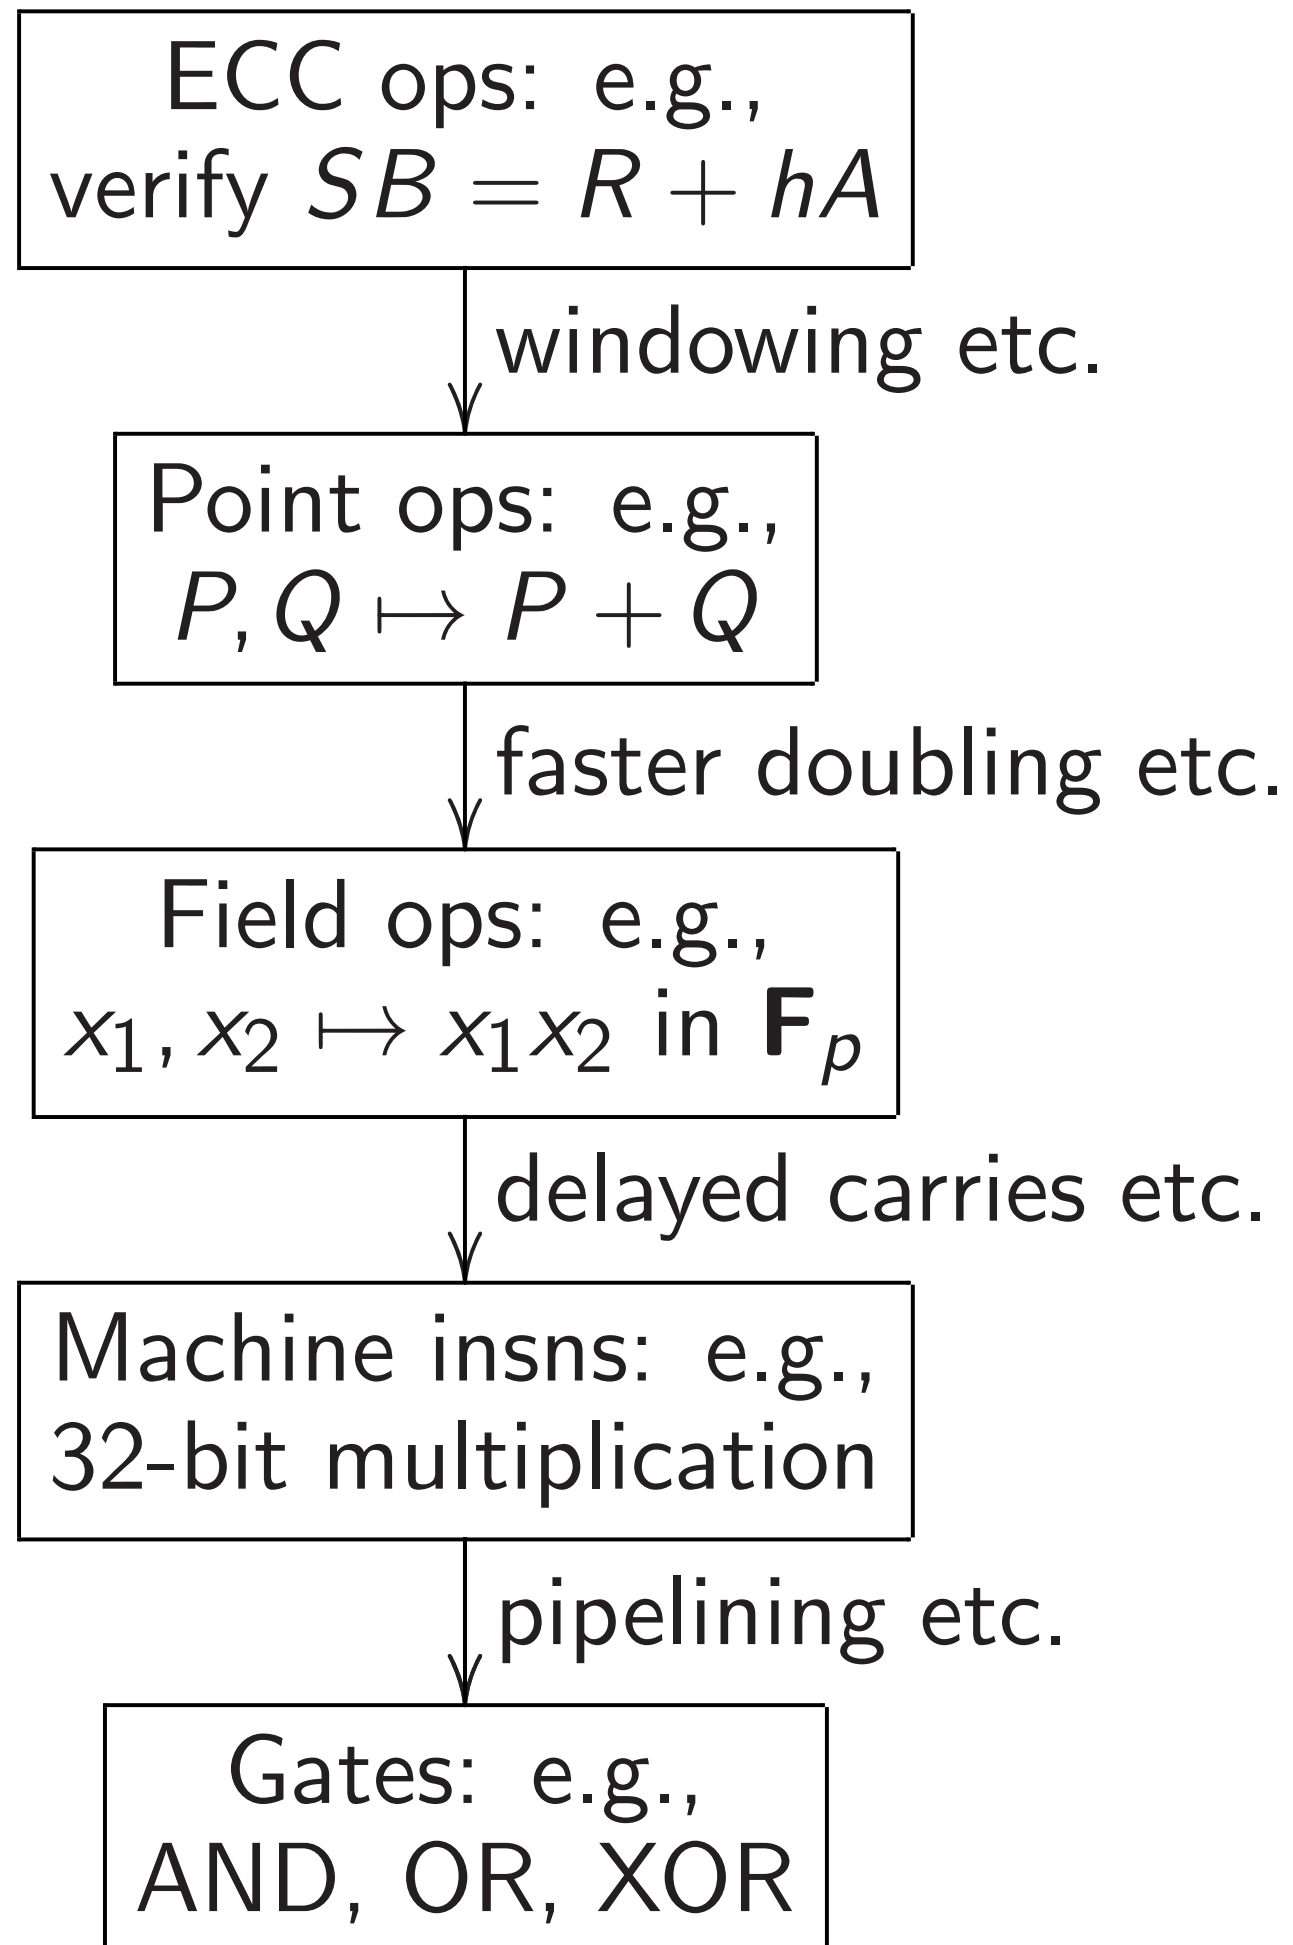 ECC ops: e.g.,
verify SB = R + hA
windowing etc.
Point ops: e.g.,
P, Q ↦ P + Q
faster doubling etc.
Field ops: e.g.,
x₁, x₂ ↦ x₁x₂ in 𝐅ₚ
delayed carries etc.
Machine insns: e.g.,
32-bit multiplication
pipelining etc.
Gates: e.g.,
AND, OR, XOR